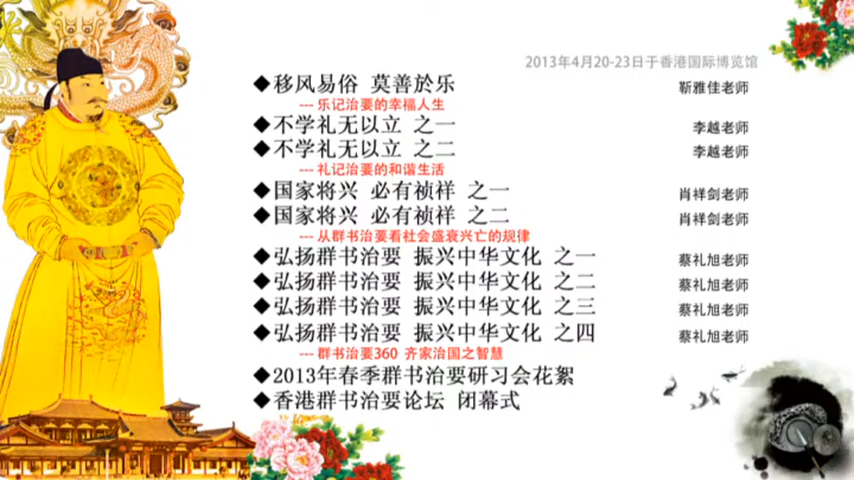 2013年4月20-23日于香港国际博览馆
◆移风易俗 莫善於乐 靳雅佳老师
--- 乐记治要的幸福人生
◆不学礼无以立 之一 李越老师
◆不学礼无以立 之二 李越老师
--- 礼记治要的和谐生活
◆国家将兴 必有祯祥 之一 肖祥剑老师
◆国家将兴 必有祯祥 之二 肖祥剑老师
--- 从群书治要看社会盛衰兴亡的规律
◆弘扬群书治要 振兴中华文化 之一 蔡礼旭老师
◆弘扬群书治要 振兴中华文化 之二 蔡礼旭老师
◆弘扬群书治要 振兴中华文化 之三 蔡礼旭老师
◆弘扬群书治要 振兴中华文化 之四 蔡礼旭老师
--- 群书治要360 齐家治国之智慧
◆2013年春季群书治要研习会花絮
◆香港群书治要论坛 闭幕式